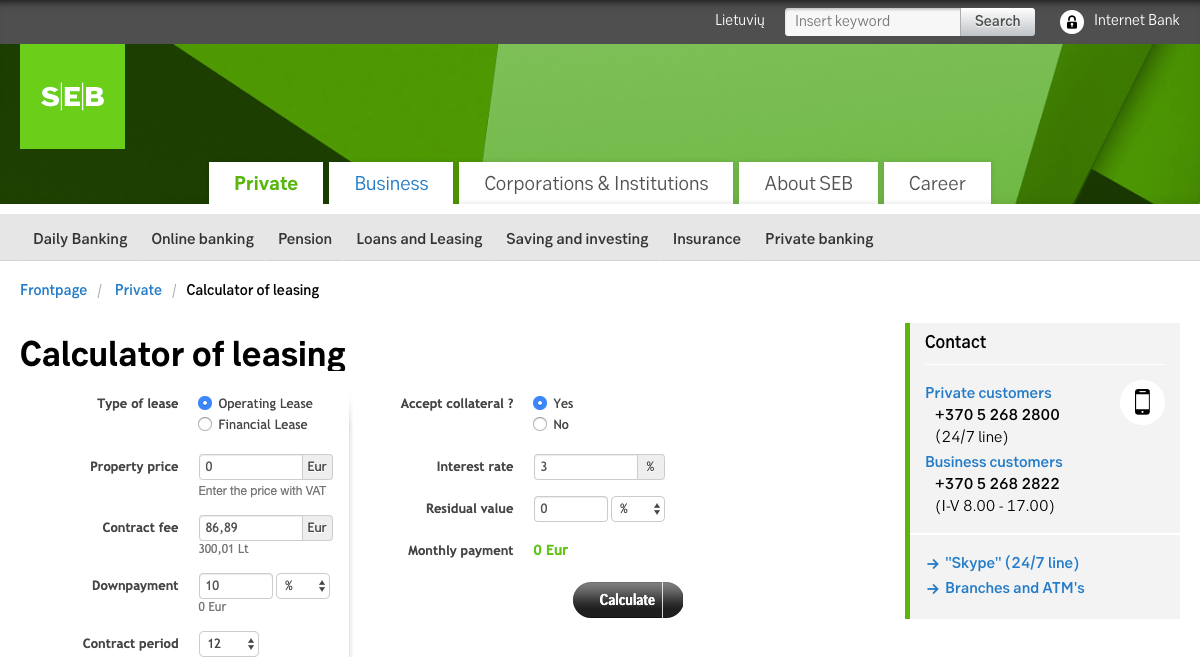 Lietuvių
Insert keyword
Search
Internet Bank
S|E|B
Private
Business
Corporations & Institutions
About SEB
Career
Daily Banking
Online banking
Pension
Loans and Leasing
Saving and investing
Insurance
Private banking
Frontpage / Private / Calculator of leasing
Calculator of leasing
Type of lease
Operating Lease
Financial Lease
Property price
0
Eur
Enter the price with VAT
Contract fee
86,89
Eur
300,01 Lt
Downpayment
10
%
0 Eur
Contract period
12
Accept collateral ?
Yes
No
Interest rate
3
%
Residual value
0
%
Monthly payment
0 Eur
Calculate
Contact
Private customers
+370 5 268 2800
(24/7 line)
Business customers
+370 5 268 2822
(I-V 8.00 - 17.00)
"Skype" (24/7 line)
Branches and ATM's